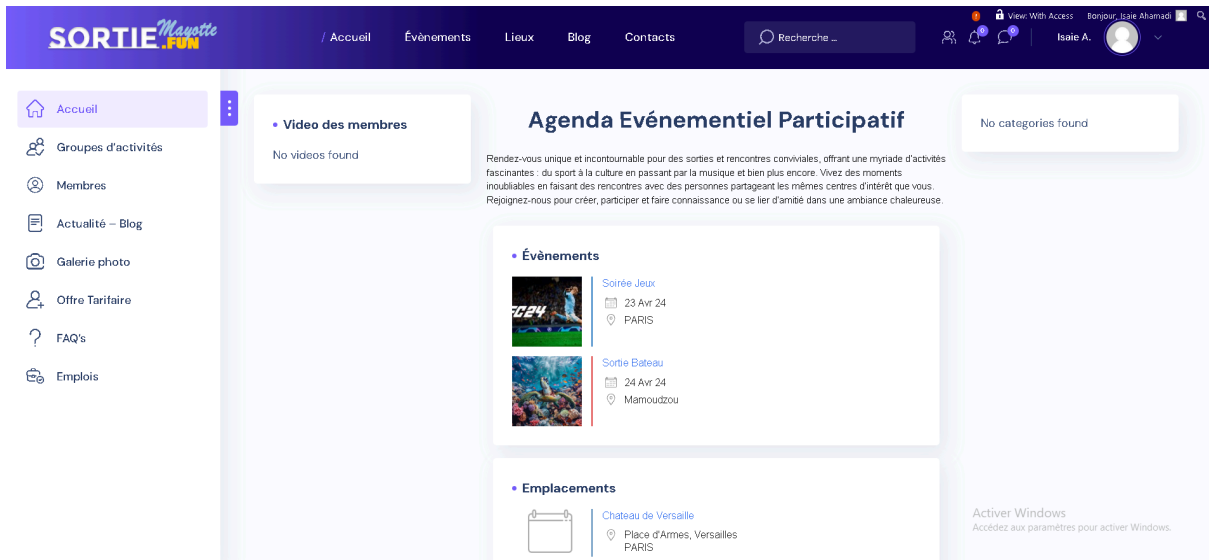 View: With Access
Bonjour, Isaie Ahamadi
SORTIE Mayotte .FUN
/ Accueil
Évènements
Lieux
Blog
Contacts
Recherche ...
Isaie A.
Accueil
Groupes d'activités
Membres
Actualité – Blog
Galerie photo
Offre Tarifaire
FAQ's
Emplois
Video des membres
No videos found
Agenda Evénementiel Participatif
Rendez-vous unique et incontournable pour des sorties et rencontres conviviales, offrant une myriade d'activités
fascinantes : du sport à la culture en passant par la musique et bien plus encore. Vivez des moments
inoubliables en faisant des rencontres avec des personnes partageant les mêmes centres d'intérêt que vous.
Rejoignez-nous pour créer, participer et faire connaissance ou se lier d'amitié dans une ambiance chaleureuse.
Évènements
FC24
Soirée Jeux
23 Avr 24
PARIS
Sortie Bateau
24 Avr 24
Mamoudzou
Emplacements
Chateau de Versaille
Place d'Armes, Versailles
PARIS
No categories found
Activer Windows
Accédez aux paramètres pour activer Windows.